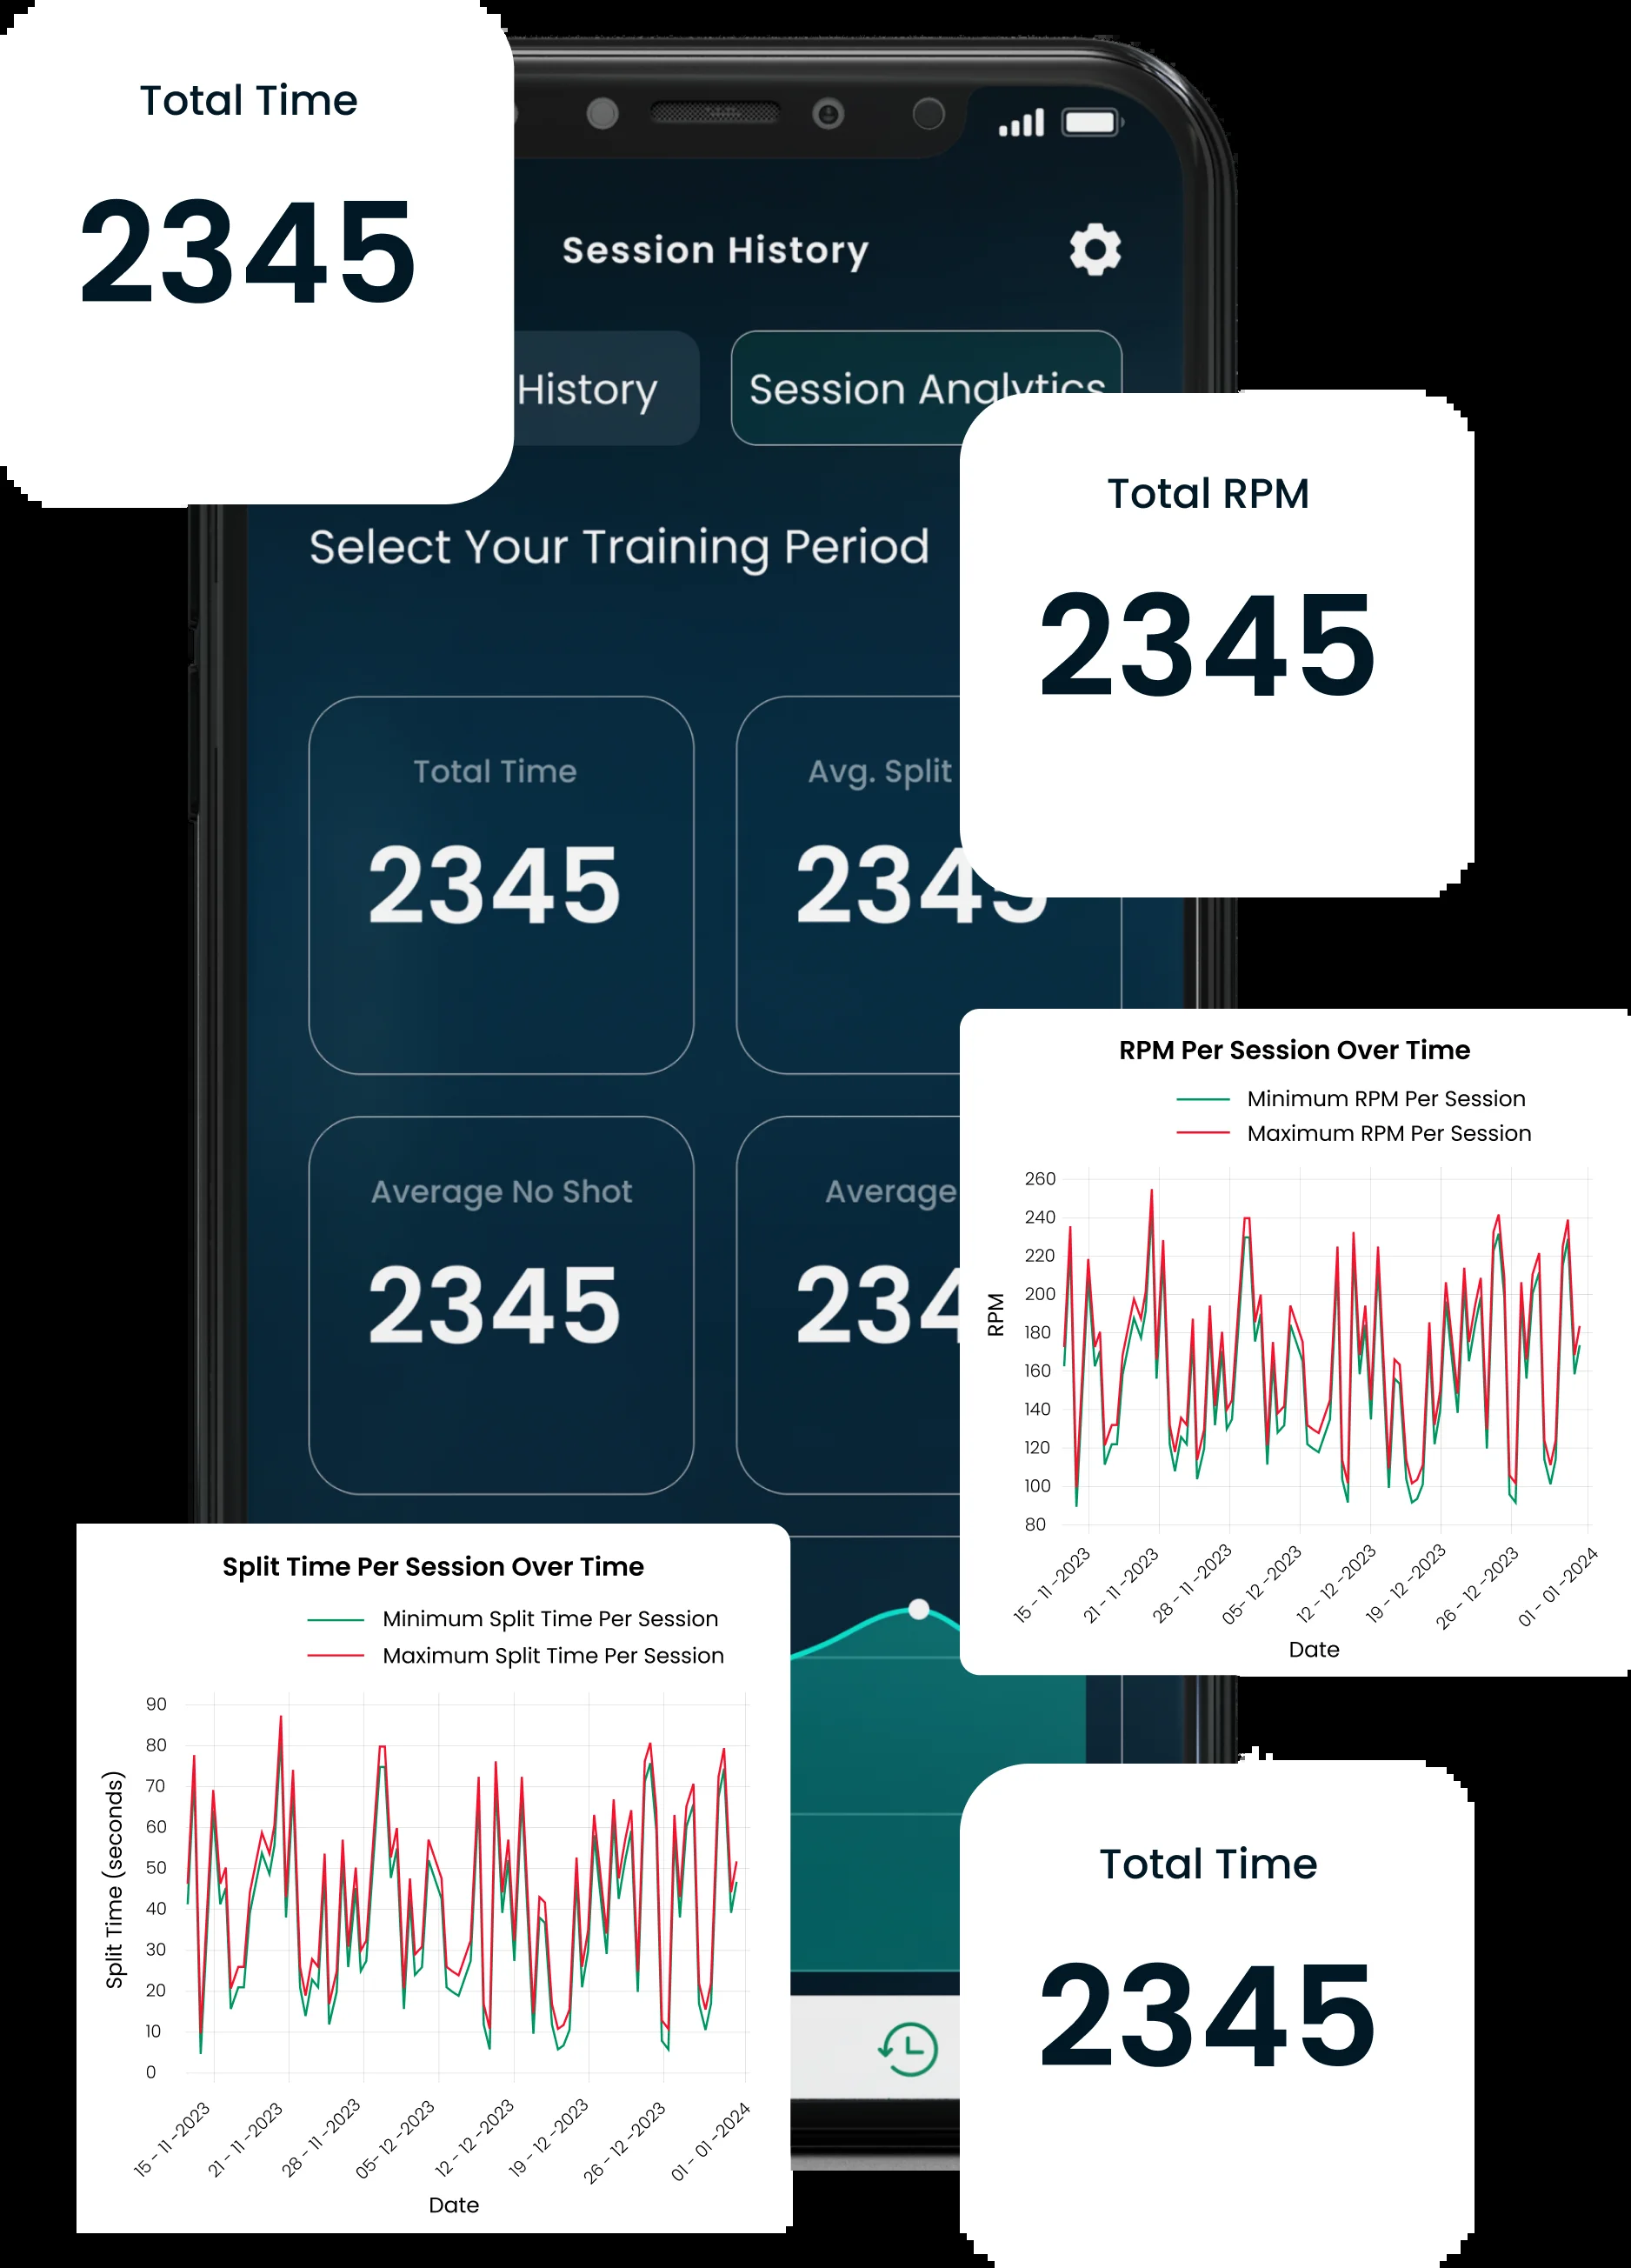 Total Time
2345
Session History
History
Session Analytics
Total RPM
2345
Select Your Training Period
Total Time
2345
Avg. Split
2345
Average No Shot
2345
Average
234
RPM Per Session Over Time
Minimum RPM Per Session
Maximum RPM Per Session
260
240
220
200
180
160
140
120
100
80
RPM
15 - 11 -2023
21 - 11 -2023
28 - 11 -2023
05- 12 -2023
12 - 12 -2023
19 - 12 -2023
26 - 12 -2023
01 - 01 -2024
Date
Split Time Per Session Over Time
Minimum Split Time Per Session
Maximum Split Time Per Session
90
80
70
60
50
40
30
20
10
0
Split Time (seconds)
15 - 11 -2023
21 - 11 -2023
28 - 11 -2023
05- 12 -2023
12 - 12 -2023
19 - 12 -2023
26 - 12 -2023
01 - 01 -2024
Date
Total Time
2345